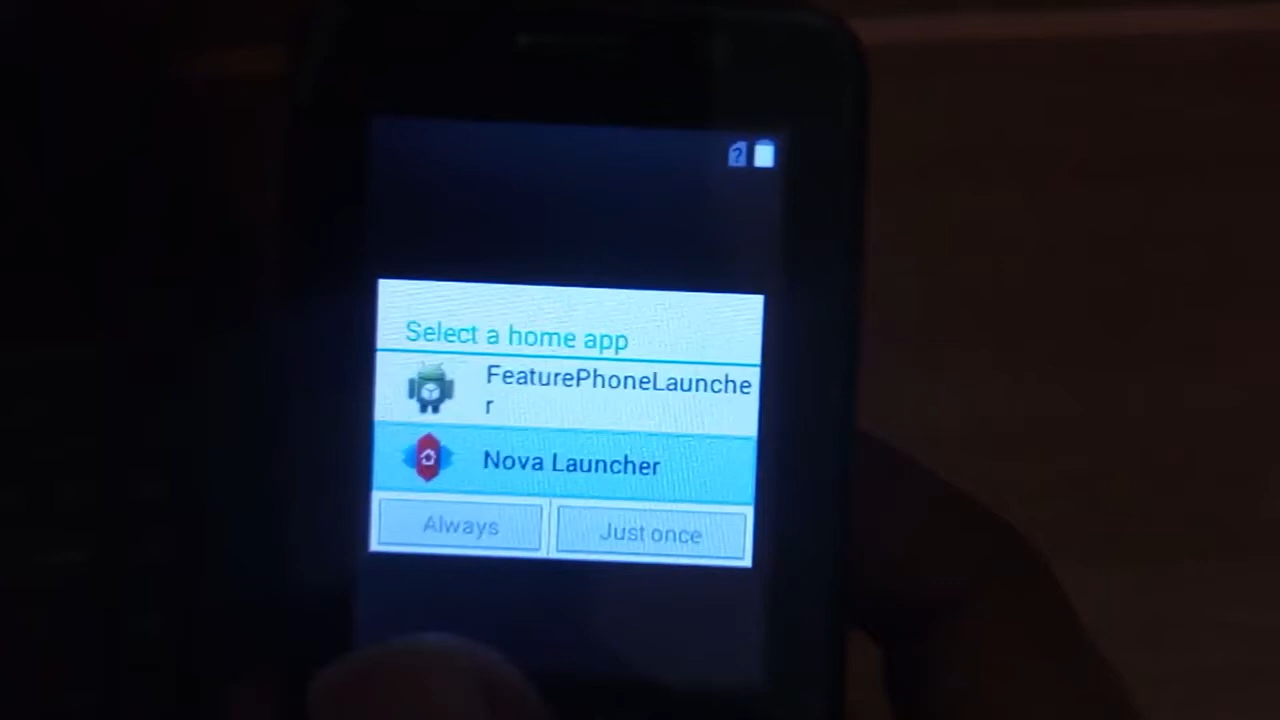 ?
Select a home app
FeaturePhoneLaunche
r
Nova Launcher
Always
Just once